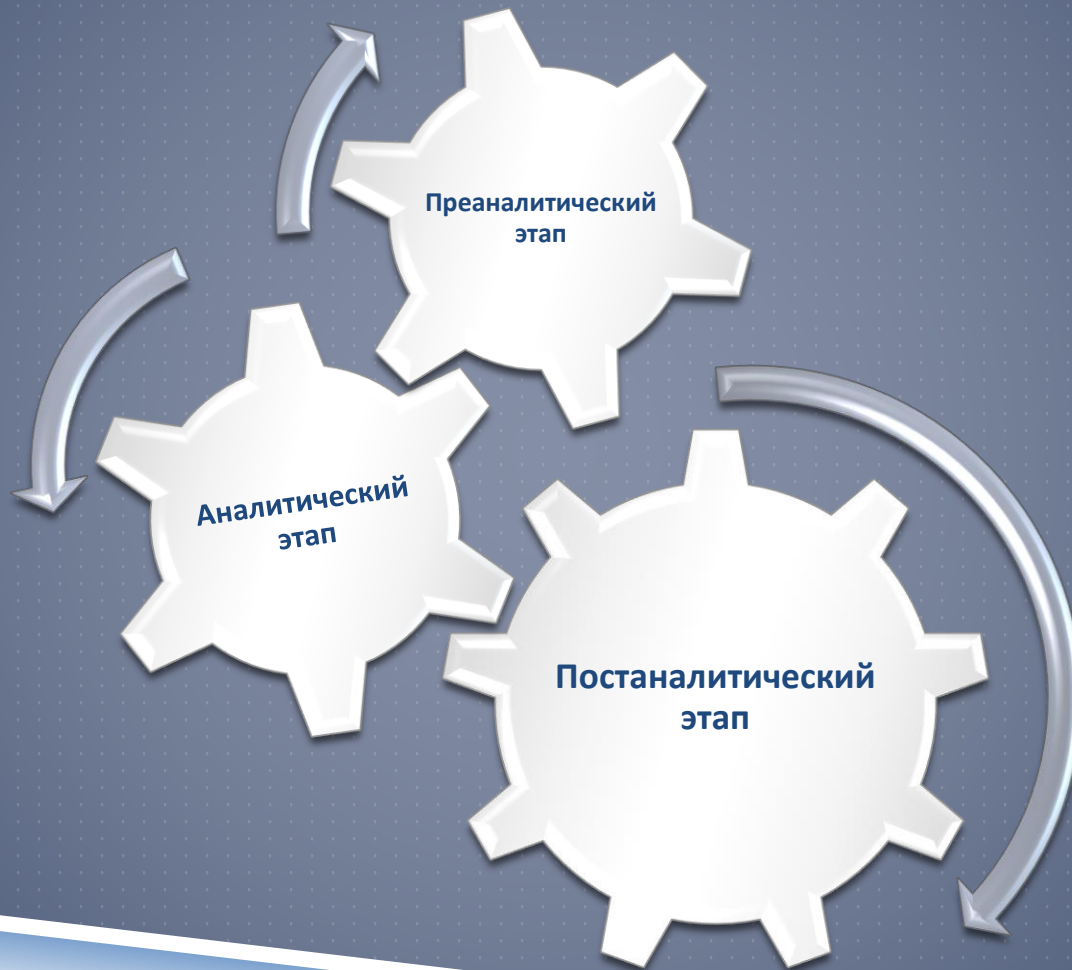 Преаналитический
этап
Аналитический
этап
Постаналитический
этап